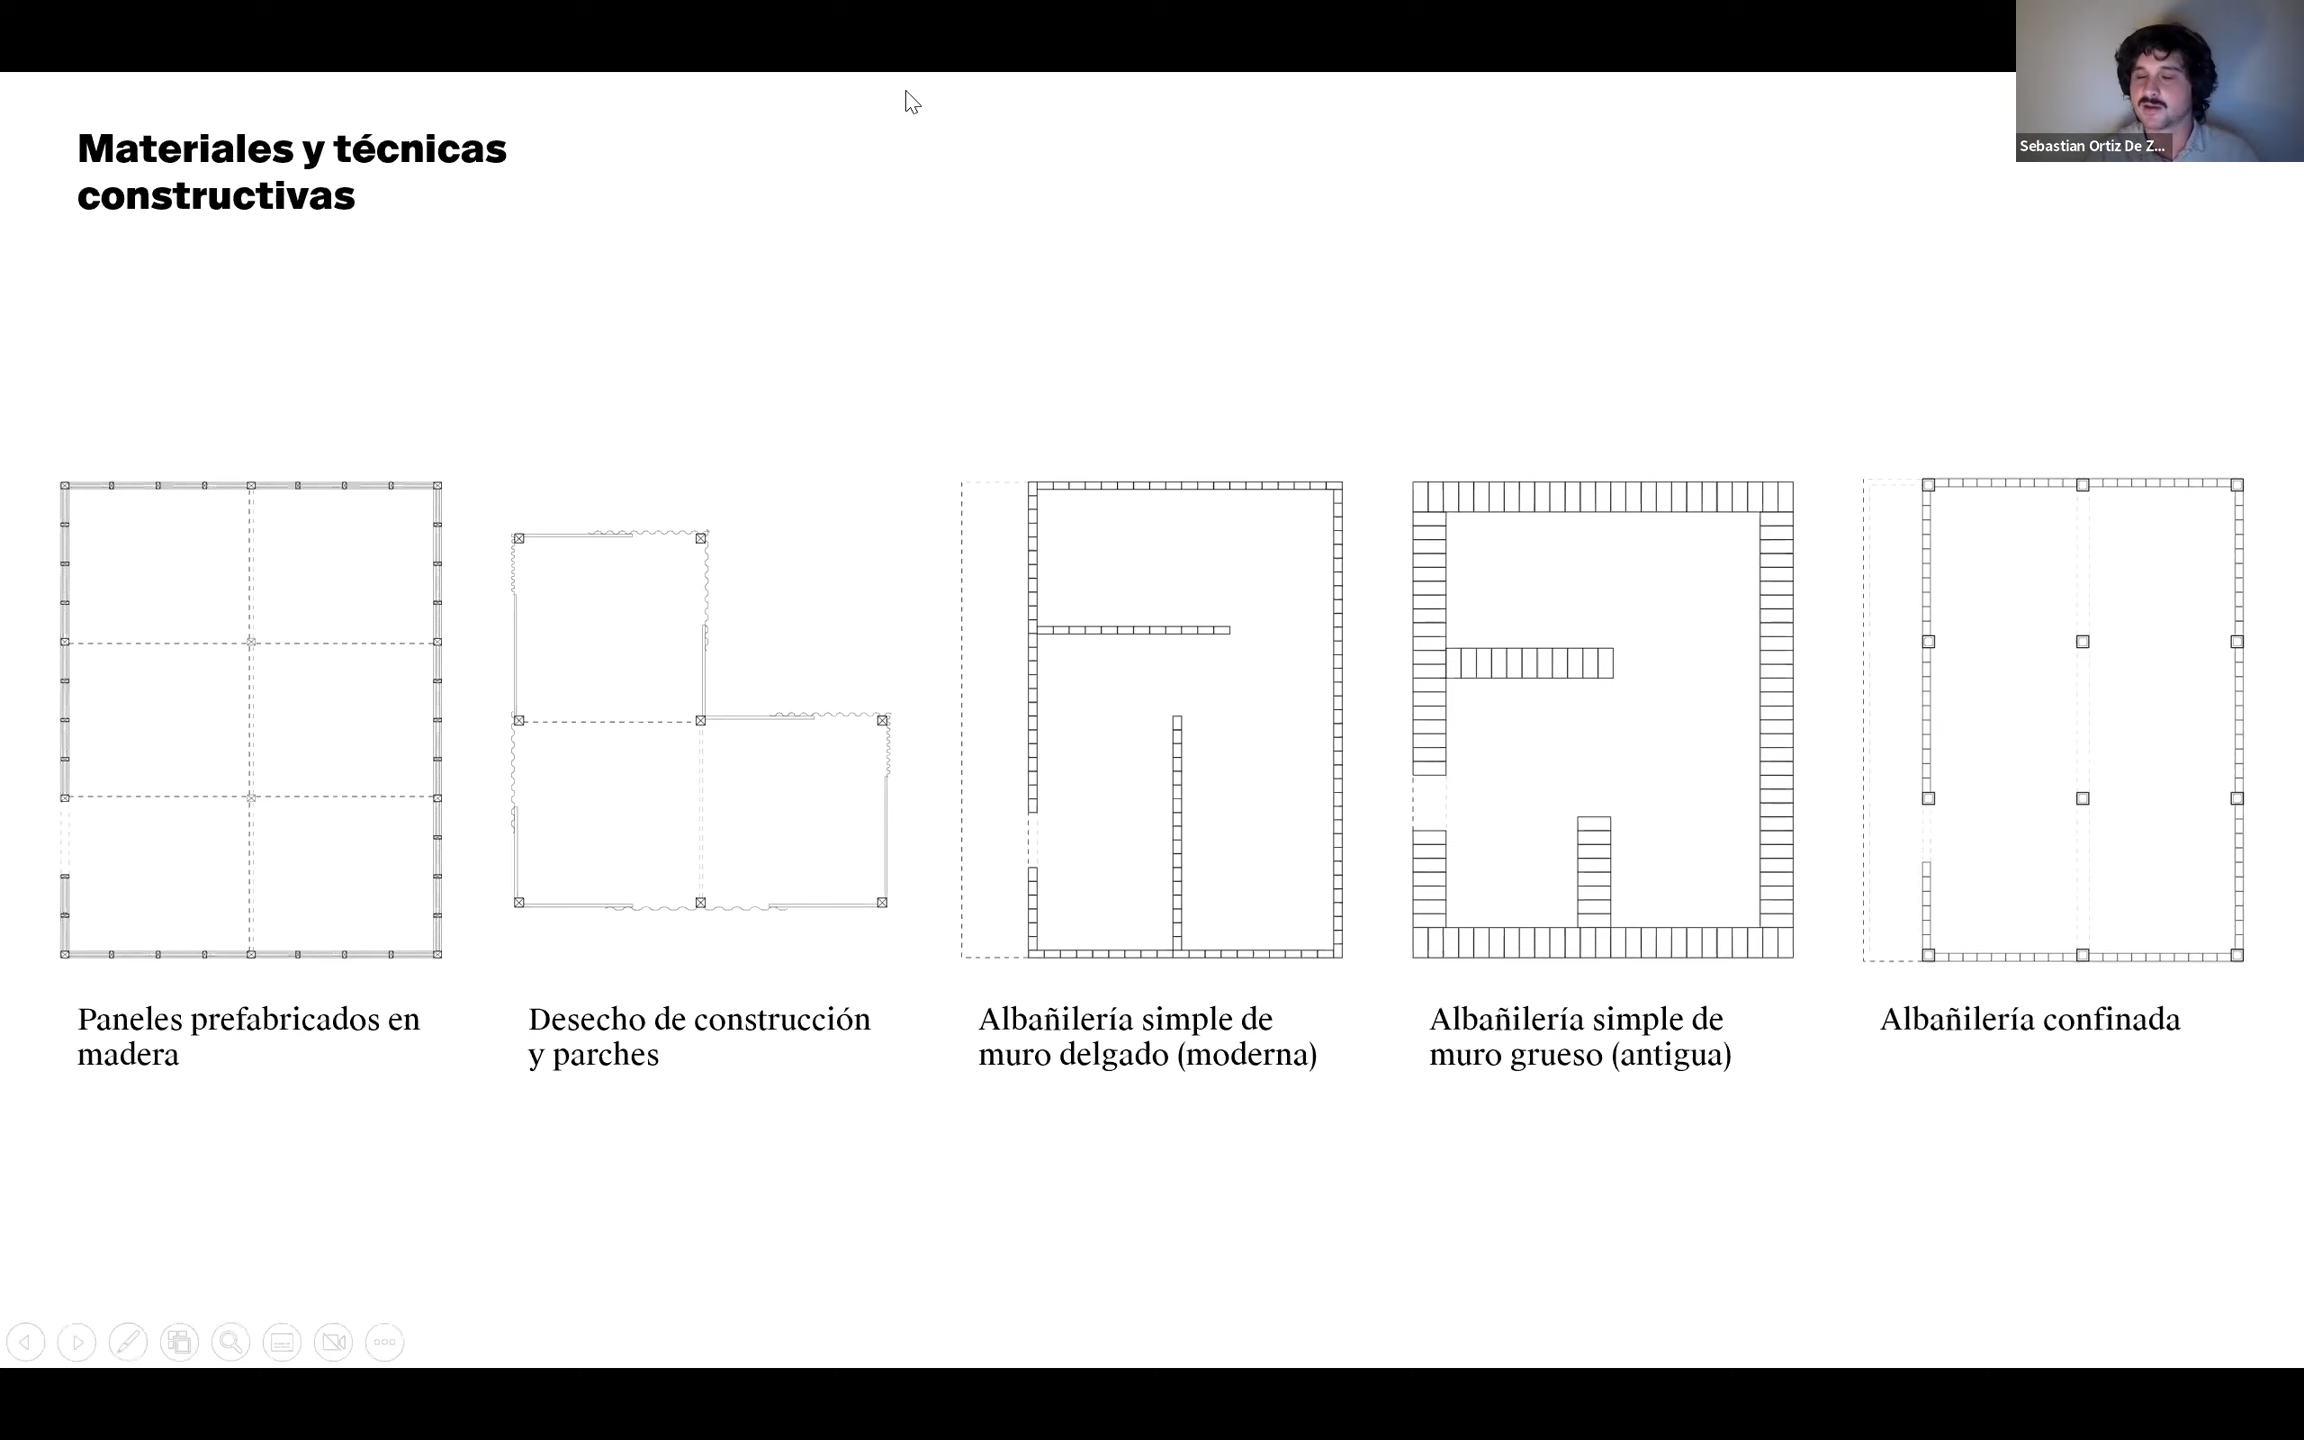 Materiales y técnicas
constructivas
Sebastian Ortiz De Z...
Paneles prefabricados en
madera
Desecho de construcción
y parches
Albañilería simple de
muro delgado (moderna)
Albañilería simple de
muro grueso (antigua)
Albañilería confinada